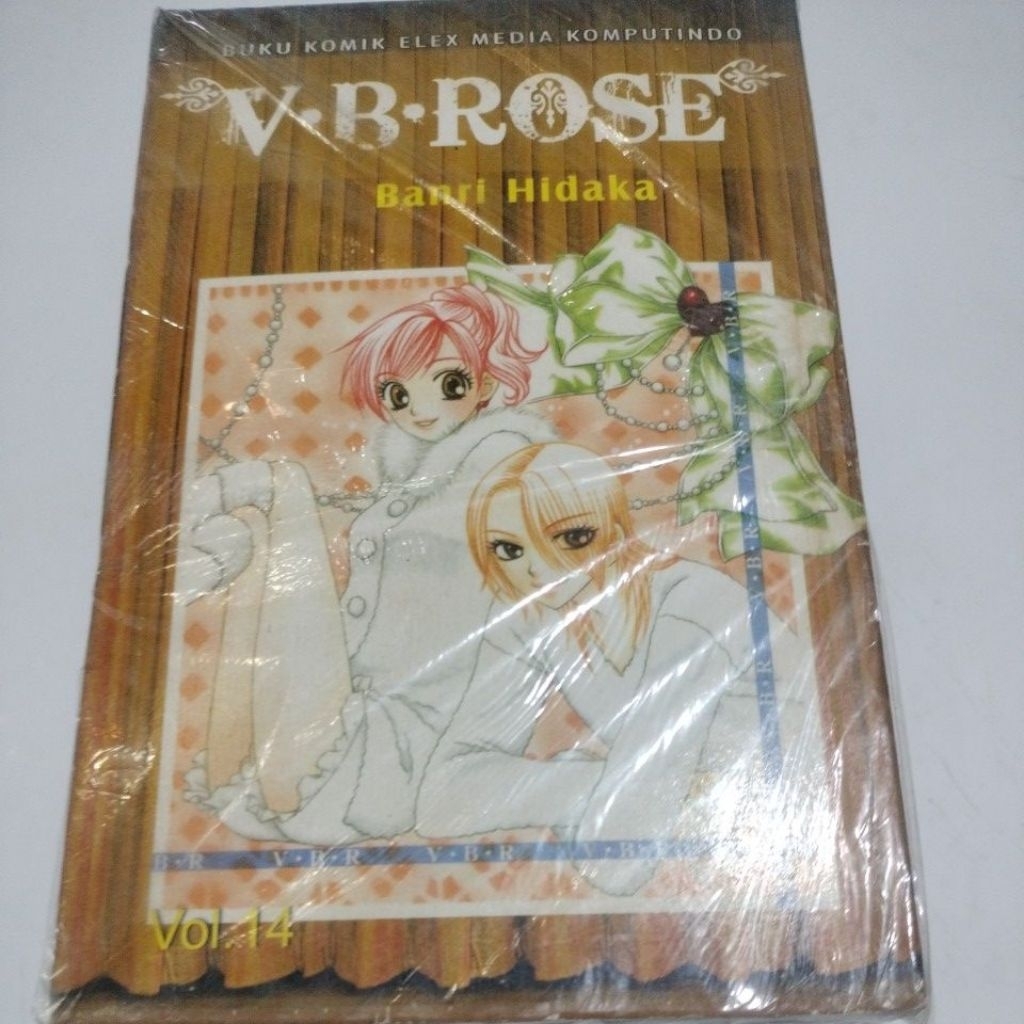 BUKU KOMIK ELEX MEDIA KOMPUTINDO
V·B·ROSE
Banri Hidaka
V·B·R
V·B·R
V·B·R
B·R
B·R V·B·R V·B·R V·B·R
Vol. 14